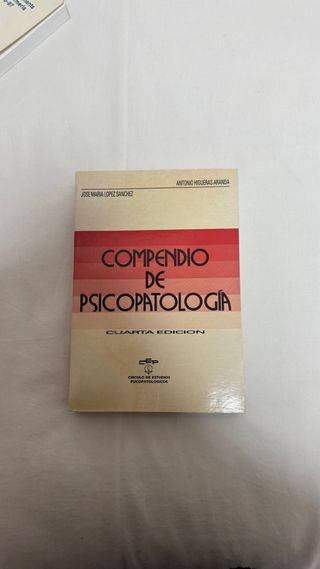 ANTONIO HIGUERAS ARANDA
JOSE MARIA LOPEZ SANCHEZ
COMPENDIO
DE
PSICOPATOLOGÍA
CUARTA EDICION
CEP
CIRCULO DE ESTUDIOS
PSICOPATOLOGICOS